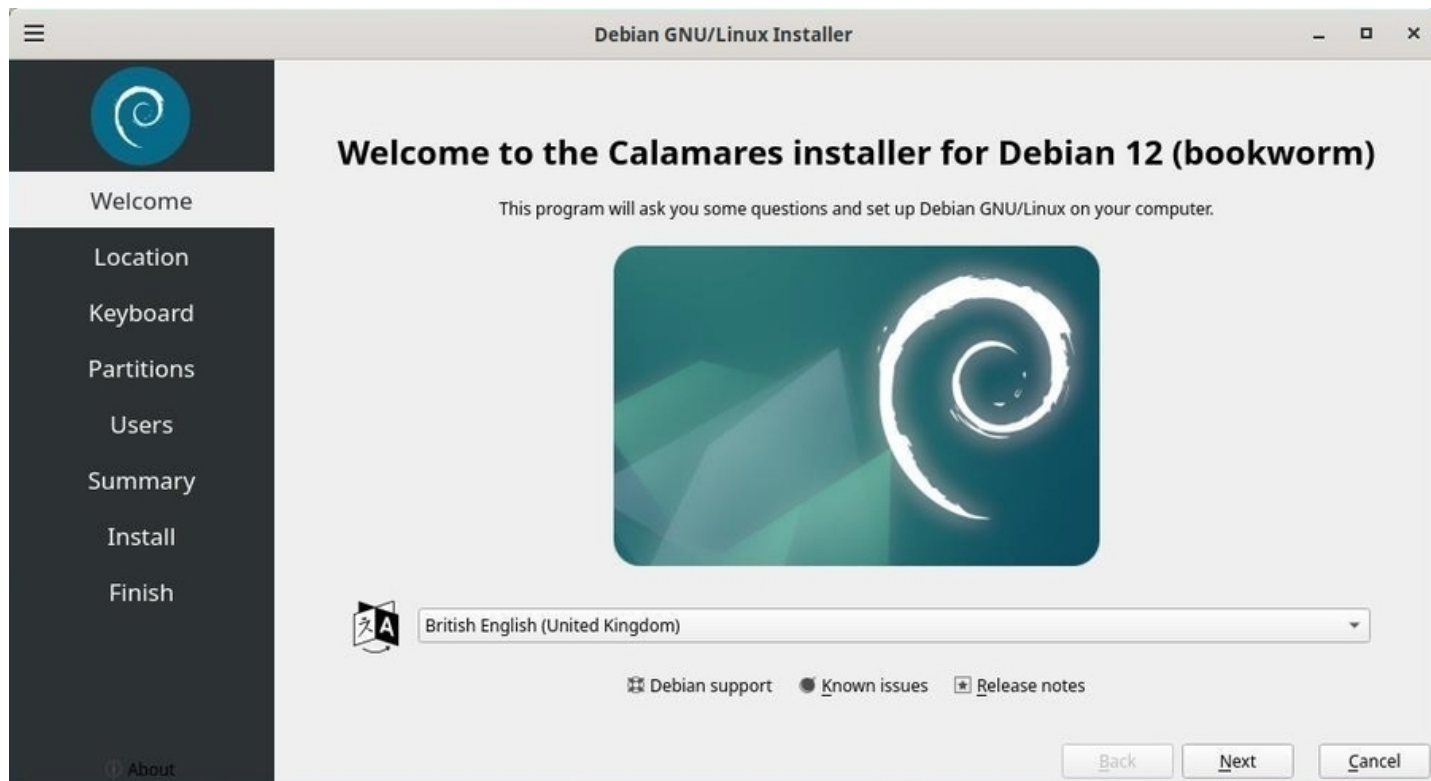 Debian GNU/Linux Installer
Welcome
Location
Keyboard
Partitions
Users
Summary
Install
Finish
About
Welcome to the Calamares installer for Debian 12 (bookworm)
This program will ask you some questions and set up Debian GNU/Linux on your computer.
British English (United Kingdom)
Debian support Known issues Release notes
Back Next Cancel